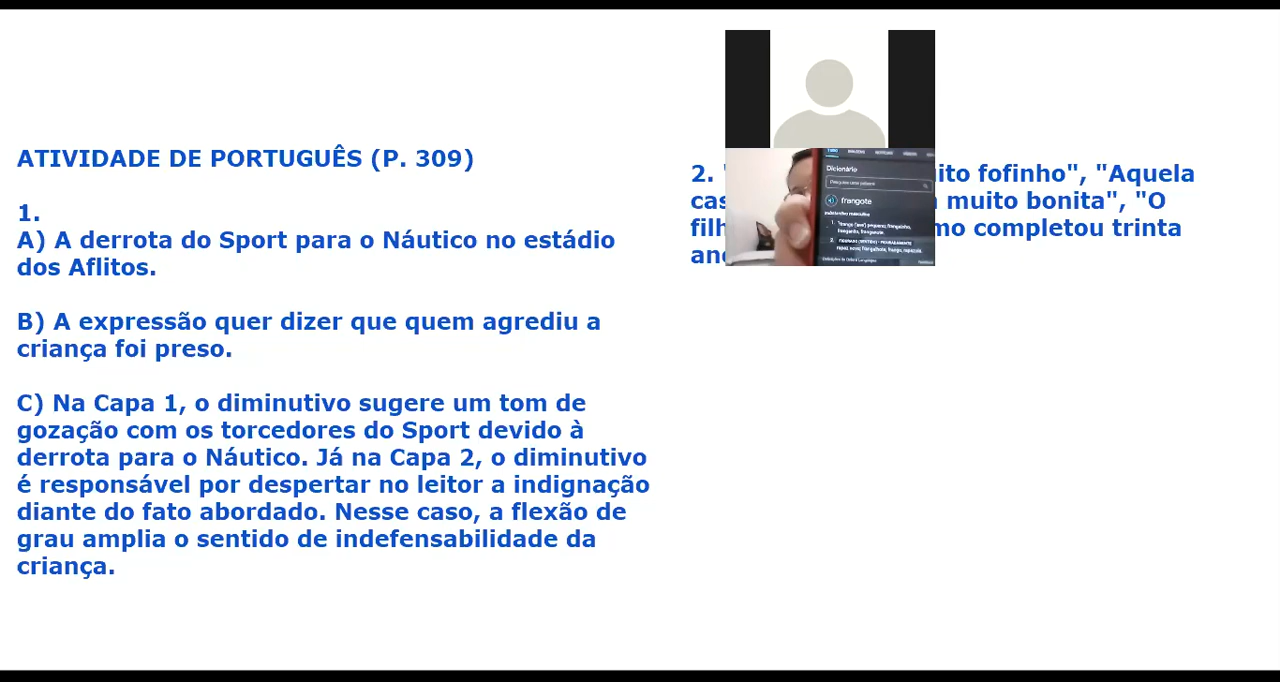 ATIVIDADE DE PORTUGUÊS (P. 309)
1.
A) A derrota do Sport para o Náutico no estádio
dos Aflitos.
B) A expressão quer dizer que quem agrediu a
criança foi preso.
C) Na Capa 1, o diminutivo sugere um tom de
gozação com os torcedores do Sport devido à
derrota para o Náutico. Já na Capa 2, o diminutivo
é responsável por despertar no leitor a indignação
diante do fato abordado. Nesse caso, a flexão de
grau amplia o sentido de indefensabilidade da
criança.
2. " fofinho", "Aquela
muito bonita", "O
completou trinta
Dicionário
frangote